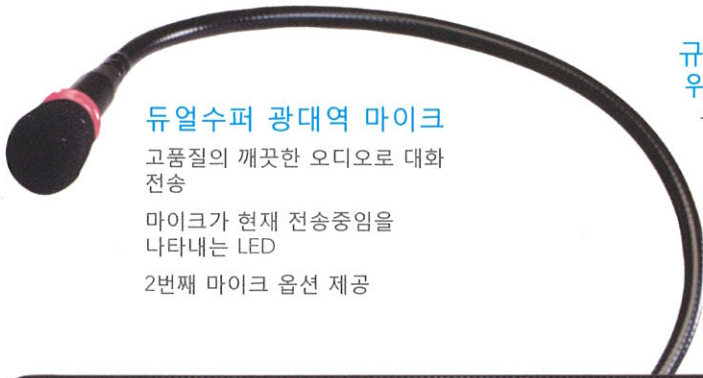 듀얼수퍼 광대역 마이크
고품질의 깨끗한 오디오로 대화
전송
마이크가 현재 전송중임을
나타내는 LED
2번째 마이크 옵션 제공
규
위